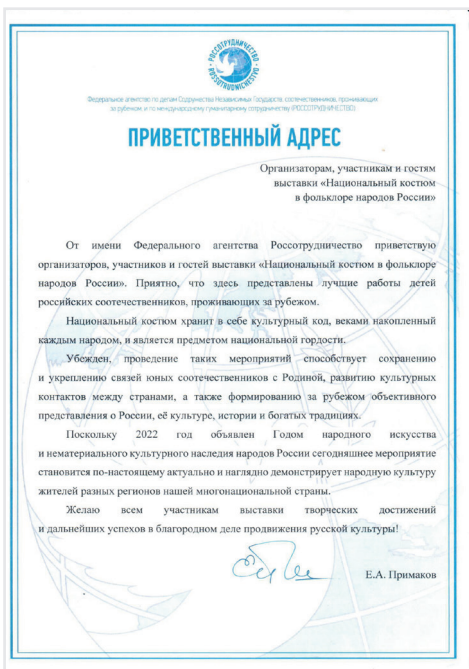 РОССОТРУДНИЧЕСТВО
ROSSOTRUDNICHESTVO
Федеральное агентство по делам Содружества Независимых Государств, соотечественников, проживающих
за рубежом, и по международному гуманитарному сотрудничеству (РОССОТРУДНИЧЕСТВО)
ПРИВЕТСТВЕННЫЙ АДРЕС
Организаторам, участникам и гостям
выставки «Национальный костюм
в фольклоре народов России»
От имени Федерального агентства Россотрудничество приветствую
организаторов, участников и гостей выставки «Национальный костюм в фольклоре
народов России». Приятно, что здесь представлены лучшие работы детей
российских соотечественников, проживающих за рубежом.
Национальный костюм хранит в себе культурный код, веками накопленный
каждым народом, и является предметом национальной гордости.
Убежден, проведение таких мероприятий способствует сохранению
и укреплению связей юных соотечественников с Родиной, развитию культурных
контактов между странами, а также формированию за рубежом объективного
представления о России, её культуре, истории и богатых традициях.
Поскольку 2022 год объявлен Годом народного искусства
и нематериального культурного наследия народов России сегодняшнее мероприятие
становится по-настоящему актуально и наглядно демонстрирует народную культуру
жителей разных регионов нашей многонациональной страны.
Желаю всем участникам выставки творческих достижений
и дальнейших успехов в благородном деле продвижения русской культуры!
Е.А. Примаков